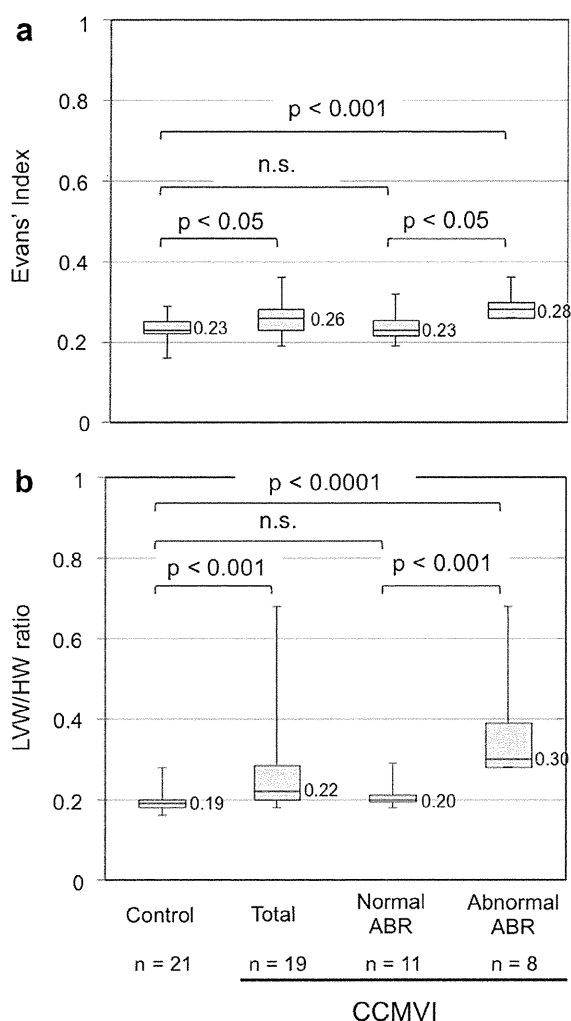 a
1
p < 0.001
0.8
n.s.
0.6
p < 0.05
p < 0.05
0.4
0.23
0.26
0.23
0.28
0.2
0
Evans' Index
b
1
p < 0.0001
n.s.
0.8
p < 0.001
p < 0.001
0.6
0.4
0.30
0.22
0.19
0.20
0.2
0
LVW/HW ratio
Control
Total
Normal
ABR
Abnormal
ABR
n = 21
n = 19
n = 11
n = 8
CCMVI